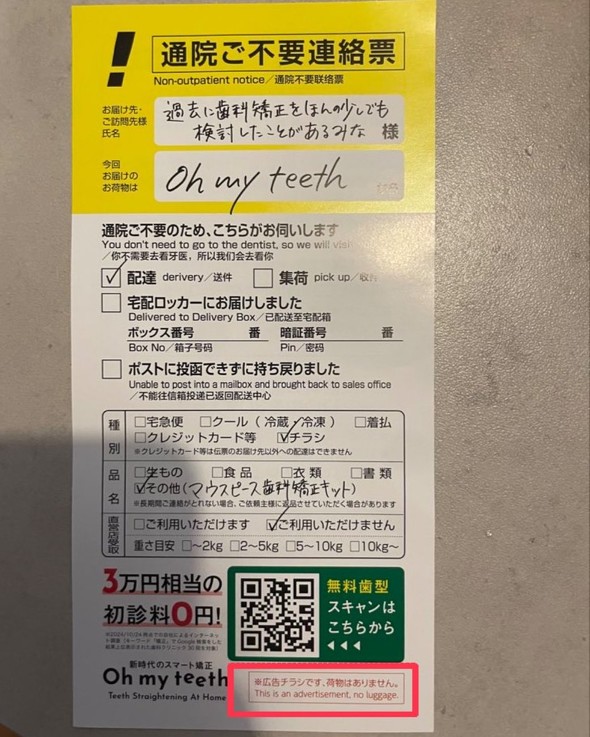 !
通院ご不要連絡票
Non-outpatient notice／通院不要联络票
お届け先・
ご訪問先様
氏名
過去に歯科矯正をほんの少しでも
検討したことがあるみな 様
今回
お届けの
お荷物は
Oh my teeth
通院ご不要のため、こちらがお伺いします
You don't need to go to the dentist, so we will visi
／你不需要去看牙医，所以我们会去看你
配達 derivery／送件 集荷 pick up／收
宅配ロッカーにお届けしました
Delivered to Delivery Box／已配送至宅配箱
ボックス番号 番 暗証番号 番
Box No／箱子号码 Pin／密码
ポストに投函できずに持ち戻りました
Unable to post into a mailbox and brought back to sales office
／不能往信箱投递已返回配送中心
種別
□宅急便 □クール（冷蔵・冷凍） □着払
□クレジットカード等 ☑チラシ
※クレジットカード等は伝票のお届け先以外への配達はできません
品名
□生もの □食品 □衣類 □書類
☑その他(マウスピース歯科矯正キット)
※長期間ご連絡がとれない場合、ご依頼主様に返品させていただく場合があります
直営店受取
□ご利用いただけます ☑ご利用いただけません
重さ目安 □〜2kg □2〜5kg □5〜10kg □10kg〜
3万円相当の
初診料0円!
無料歯型
スキャンは
こちらから
新時代のスマート矯正
Oh my teeth
Teeth Straightening At Home
※広告チラシです、荷物はありません。
This is an advertisement, no luggage.